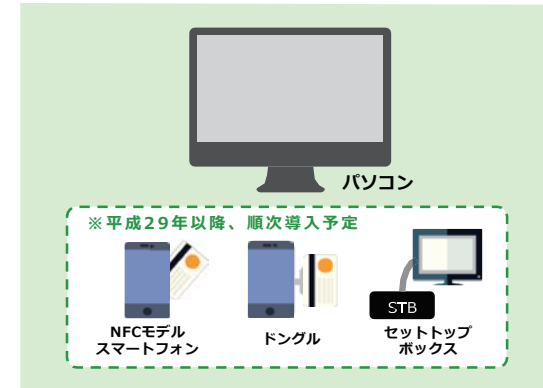 パソコン
※平成29年以降、順次導入予定
STB
NFCモデル
スマートフォン
ドングル
セットトップ
ボックス